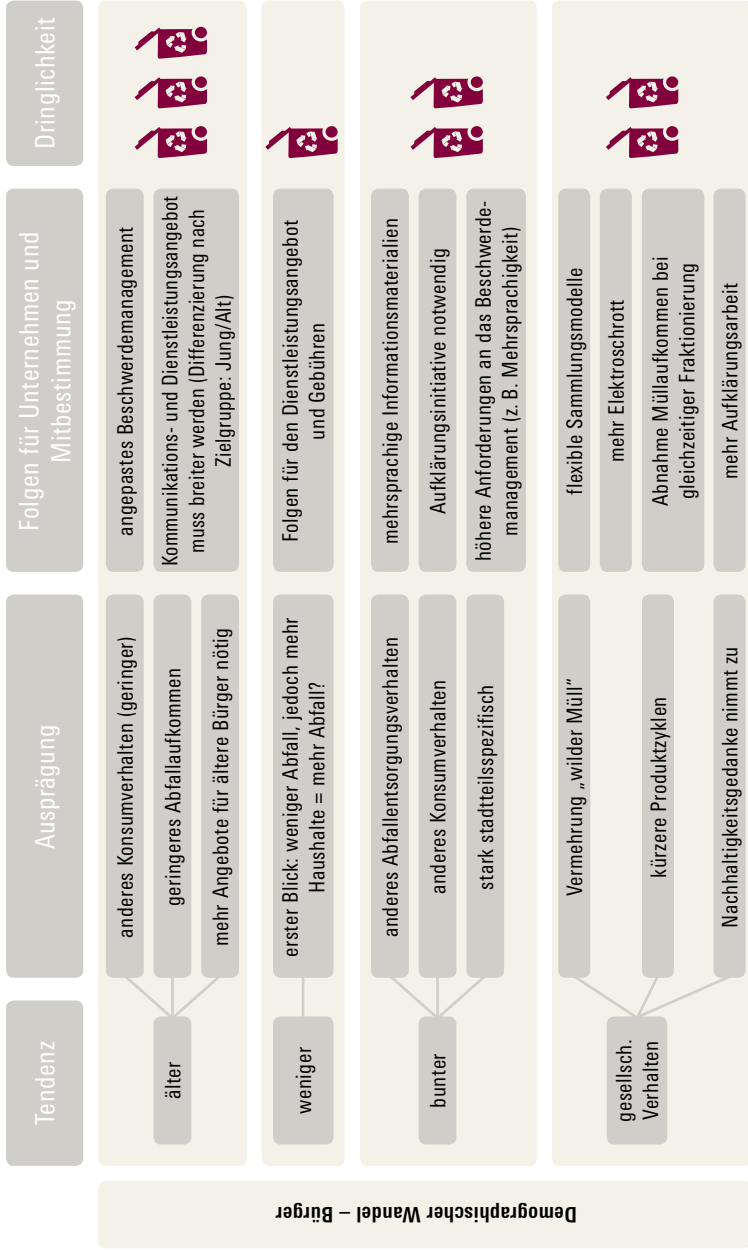 Demographischer Wandel – Bürger
Tendenz
Ausprägung
Folgen für Unternehmen und
Mitbestimmung
Dringlichkeit
älter
anderes Konsumverhalten (geringer)
geringeres Abfallaufkommen
mehr Angebote für ältere Bürger nötig
angepastes Beschwerdemanagement
Kommunikations- und Dienstleistungsangebot
muss breiter werden (Differenzierung nach
Zielgruppe: Jung/Alt)
weniger
erster Blick: weniger Abfall, jedoch mehr
Haushalte = mehr Abfall?
Folgen für den Dienstleistungsangebot
und Gebühren
bunter
anderes Abfallentsorgungsverhalten
anderes Konsumverhalten
stark stadtteilsspezifisch
mehrsprachige Informationsmaterialien
Aufklärungsinitiative notwendig
höhere Anforderungen an das Beschwerde-
management (z. B. Mehrsprachigkeit)
gesellsch.
Verhalten
Vermehrung „wilder Müll“
kürzere Produktzyklen
Nachhaltigkeitsgedanke nimmt zu
flexible Sammlungsmodelle
mehr Elektroschrott
Abnahme Müllaufkommen bei
gleichzeitiger Fraktionierung
mehr Aufklärungsarbeit